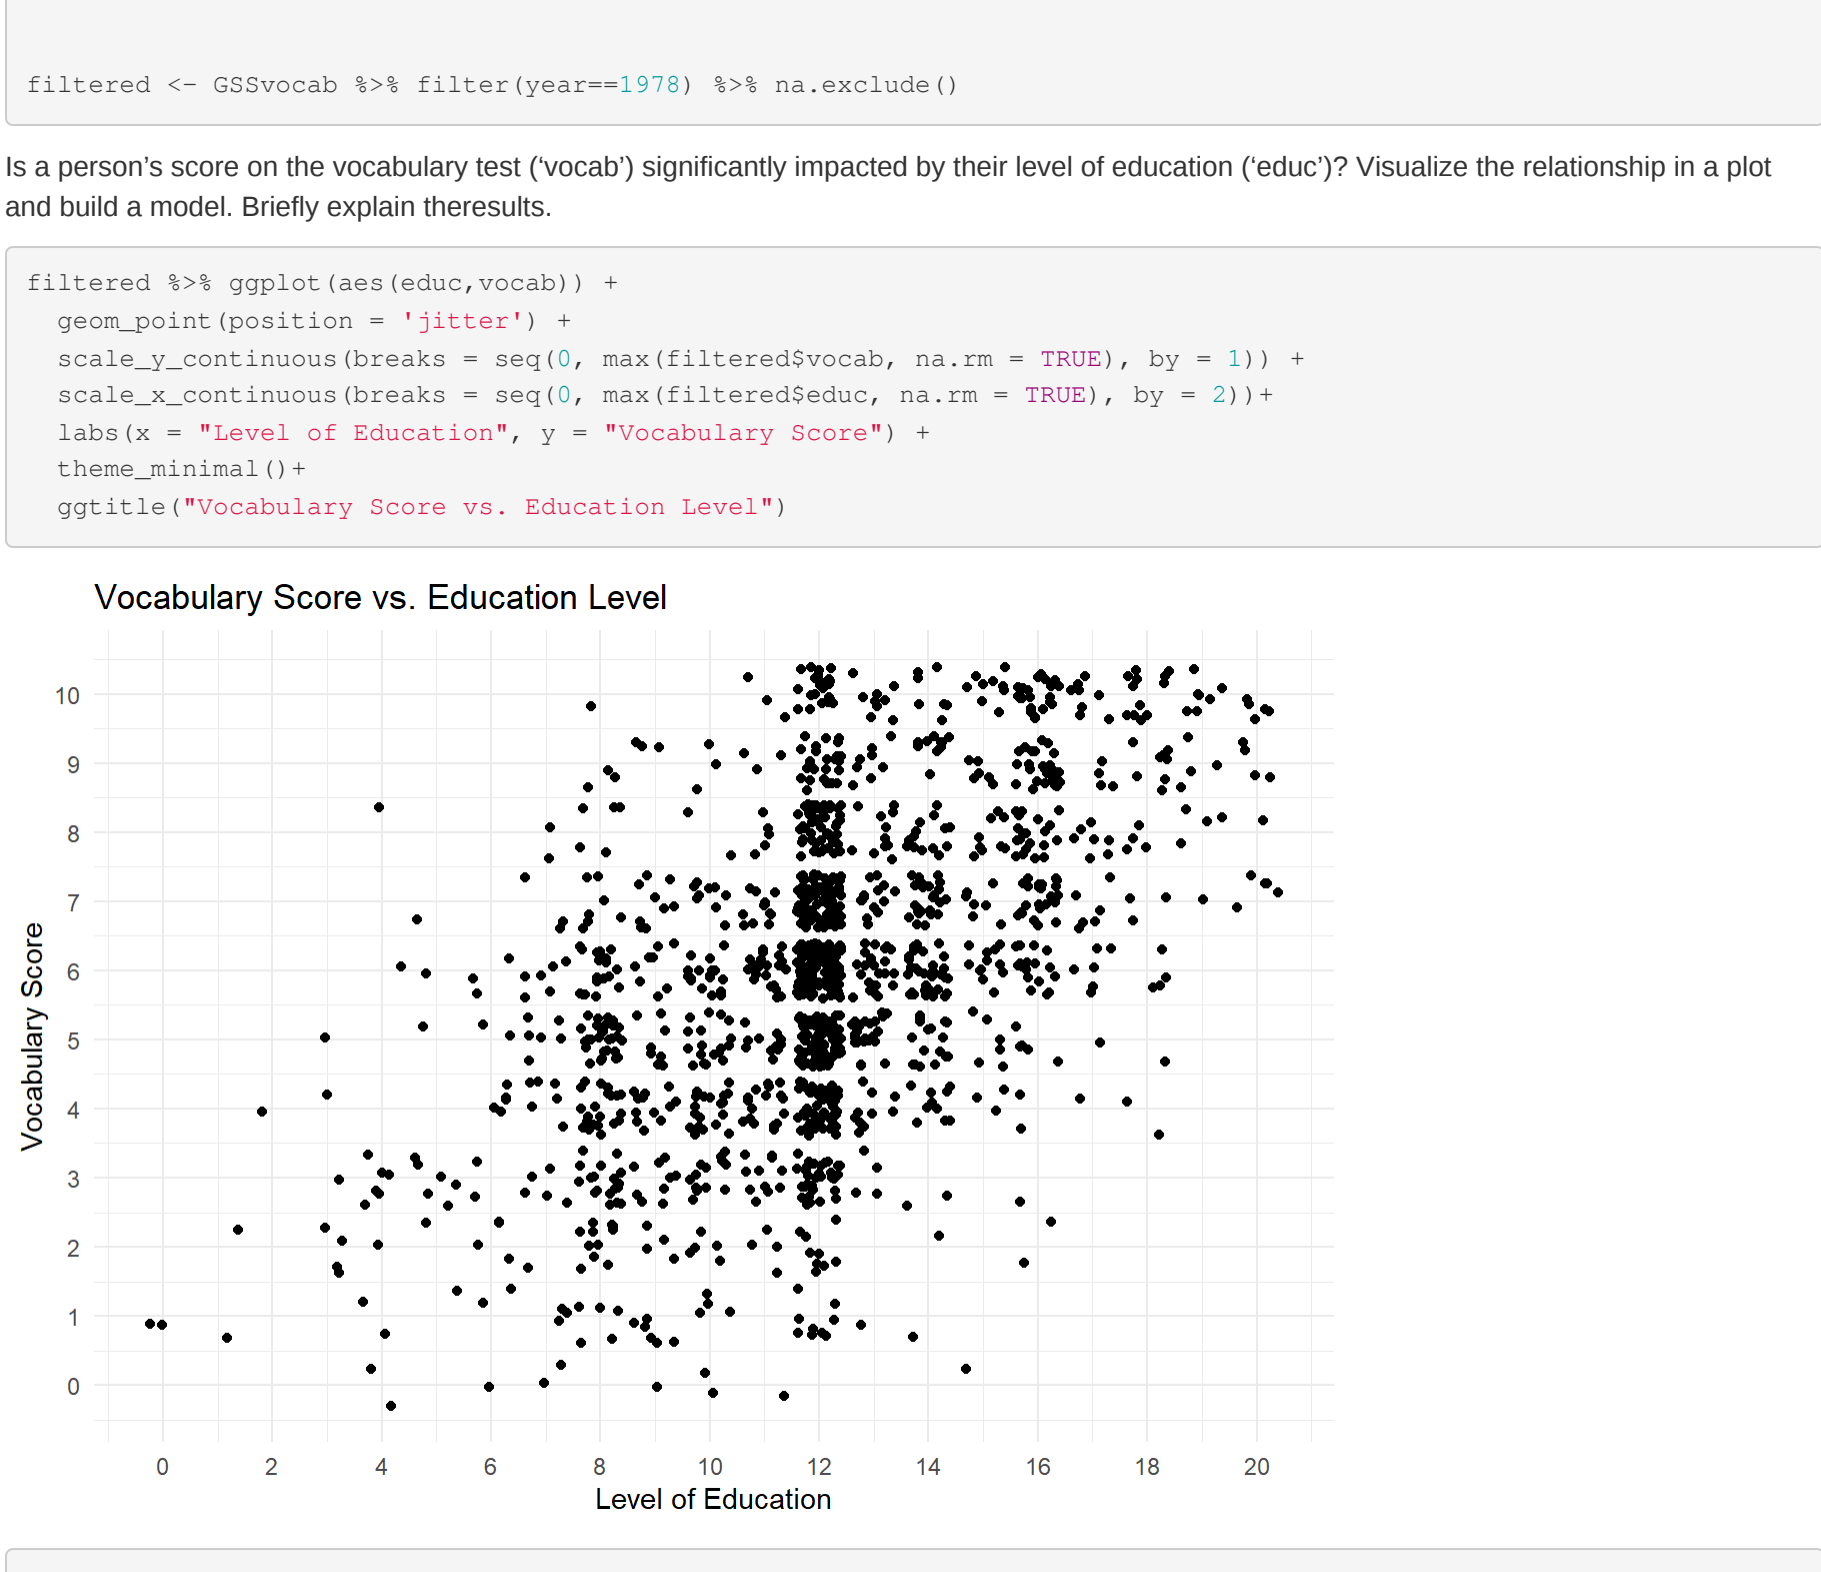 filtered <- GSSvocab %>% filter(year==1978) %>% na.exclude()
Is a person’s score on the vocabulary test (‘vocab’) significantly impacted by their level of education (‘educ’)? Visualize the relationship in a plot
and build a model. Briefly explain theresults.
filtered %>% ggplot(aes(educ,vocab)) +
  geom_point(position = 'jitter') +
  scale_y_continuous(breaks = seq(0, max(filtered$vocab, na.rm = TRUE), by = 1)) +
  scale_x_continuous(breaks = seq(0, max(filtered$educ, na.rm = TRUE), by = 2))+
  labs(x = "Level of Education", y = "Vocabulary Score") +
  theme_minimal()+
  ggtitle("Vocabulary Score vs. Education Level")
Vocabulary Score vs. Education Level
Vocabulary Score
10
9
8
7
6
5
4
3
2
1
0
0 2 4 6 8 10 12 14 16 18 20
Level of Education